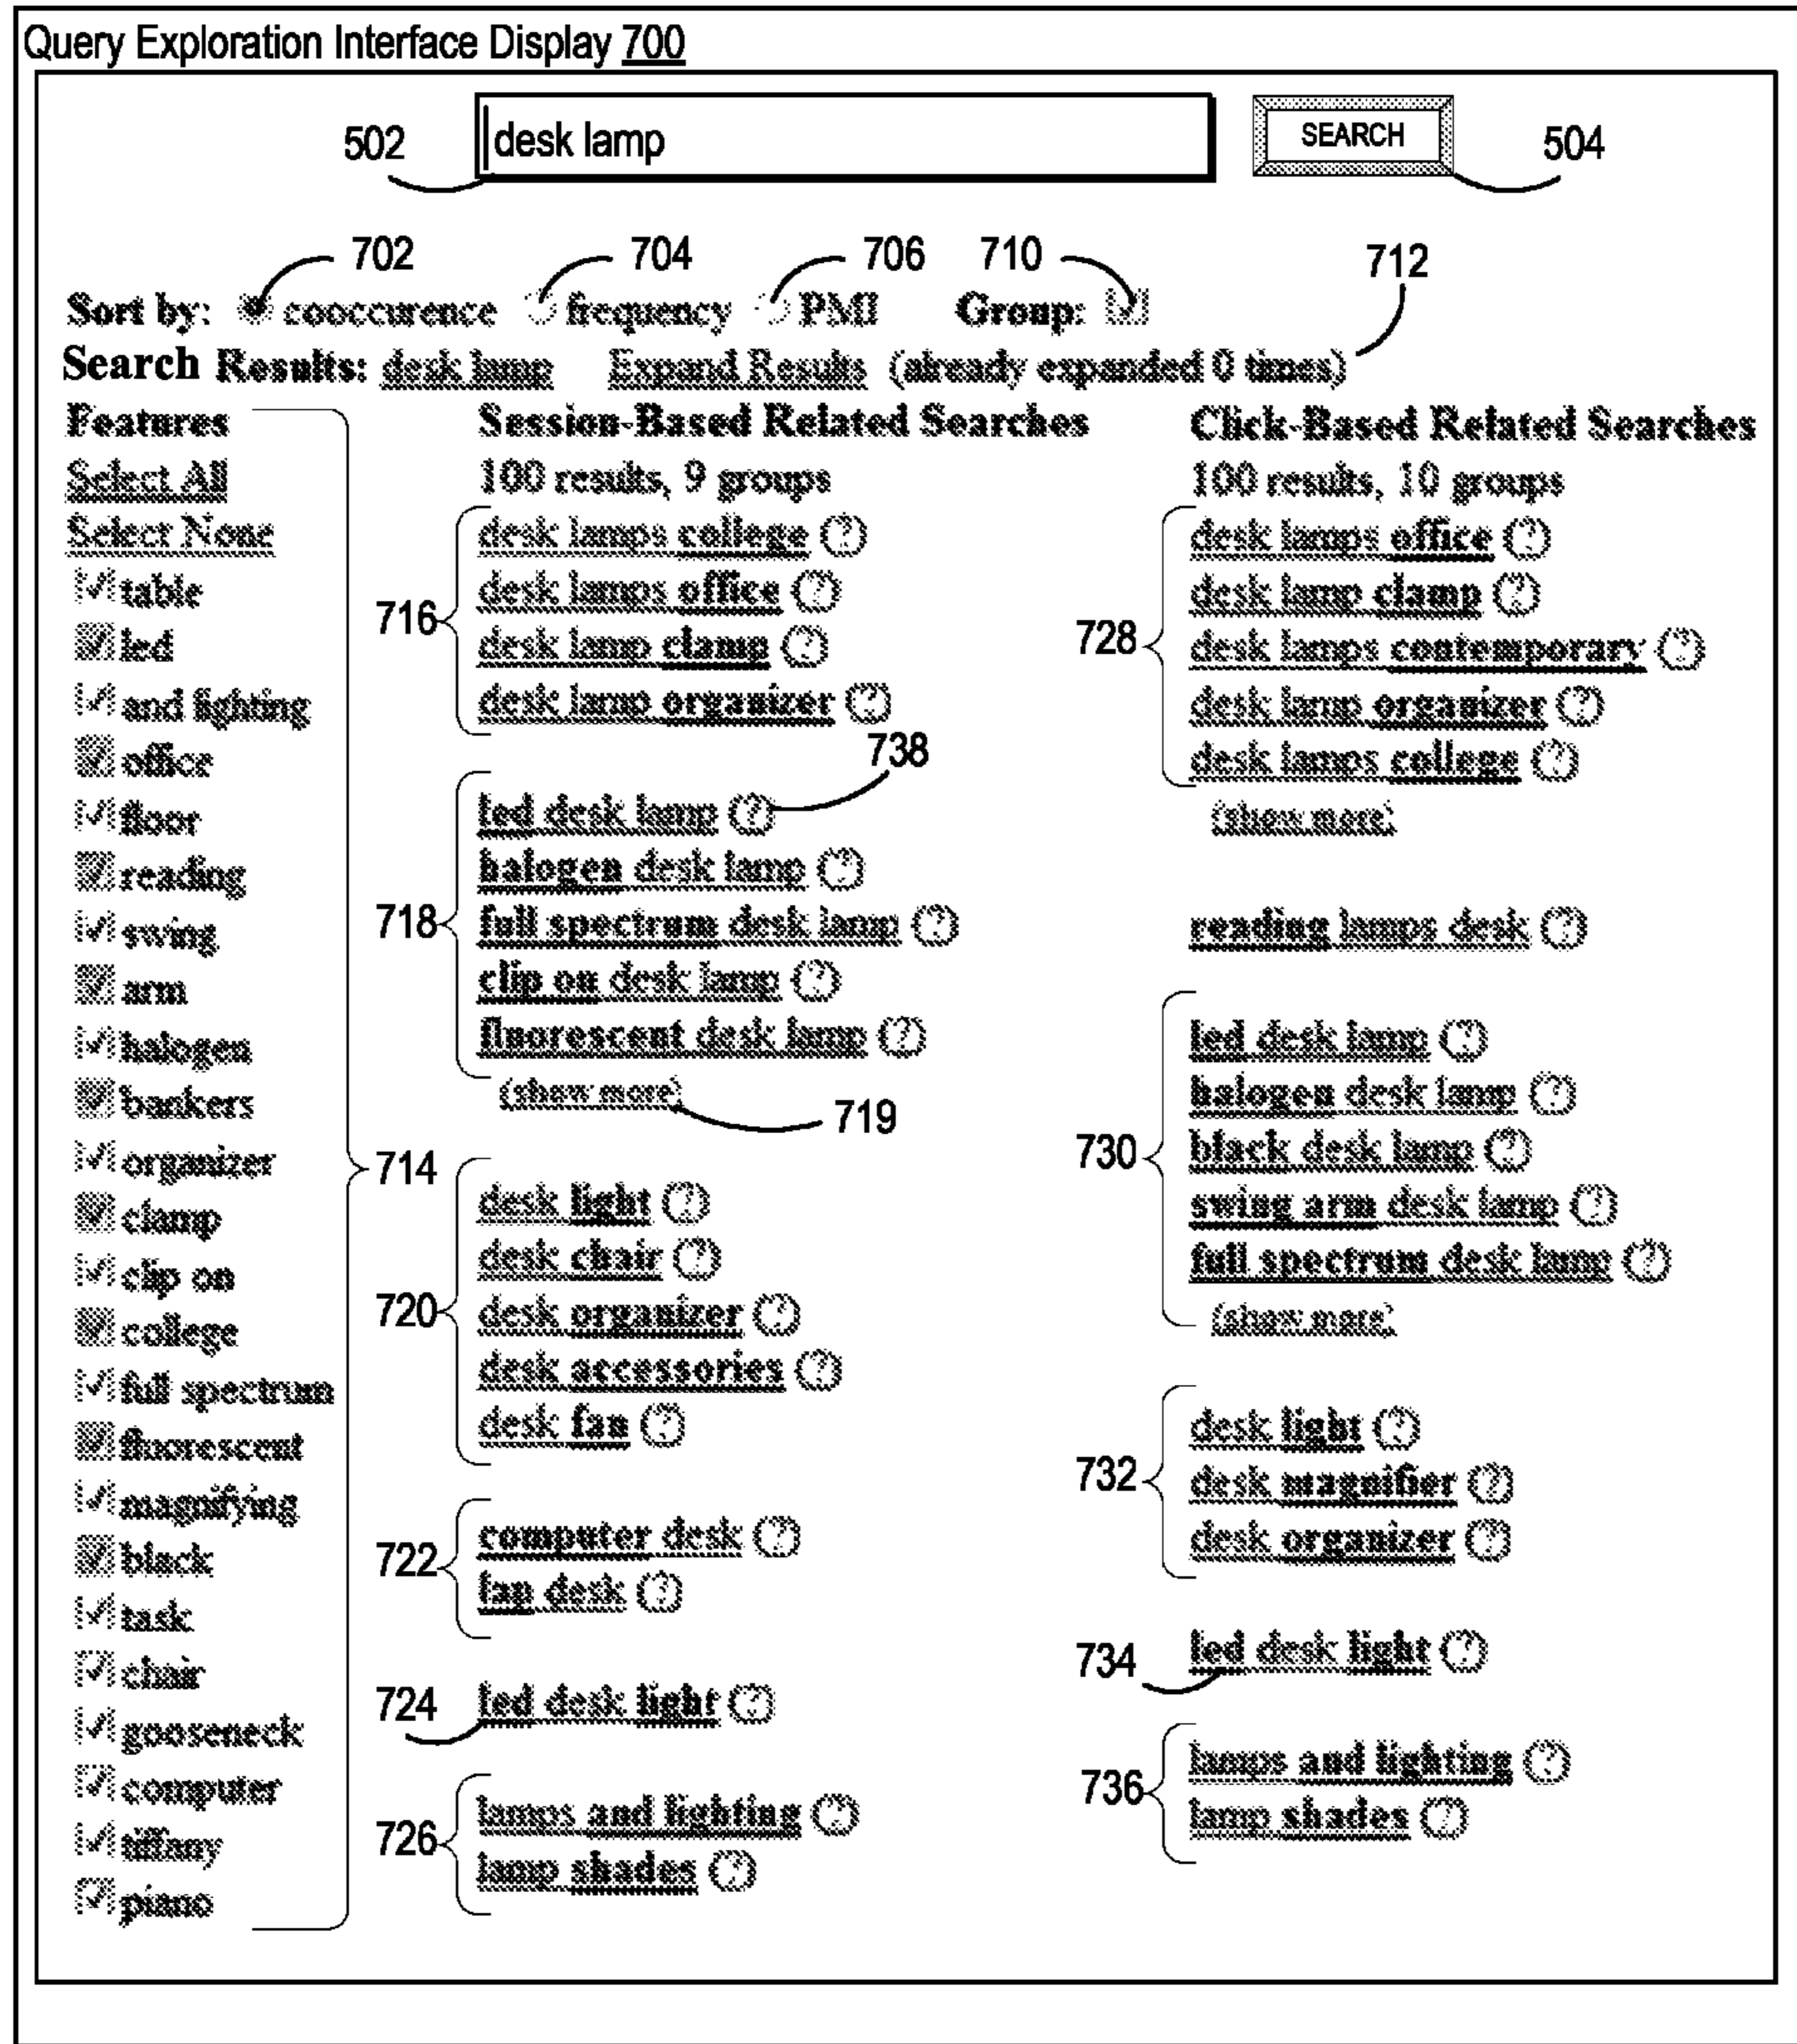 Query Exploration Interface Display 700
502 desk lamp SEARCH 504
702 704 706 710 712
Sort by: cooccurence frequency PMI Group:
Search Results: desk lamp Expand Results (already expanded 0 times)
Features
Select All
Select None
table
led
and lighting
office
floor
reading
swing
arm
halogen
bankers
organizer
clamp
clip on
college
full spectrum
fluorescent
magnifying
black
task
chair
gooseneck
computer
tiffany
piano
714
Session-Based Related Searches
100 results, 9 groups
716
desk lamps college (?)
desk lamps office (?)
desk lamp clamp (?)
desk lamp organizer (?)
738
718
led desk lamp (?)
halogen desk lamp (?)
full spectrum desk lamp (?)
clip on desk lamp (?)
fluorescent desk lamp (?)
(show more)
719
720
desk light (?)
desk chair (?)
desk organizer (?)
desk accessories (?)
desk fan (?)
722
computer desk (?)
lap desk (?)
724
led desk light (?)
726
lamps and lighting (?)
lamp shades (?)
Click-Based Related Searches
100 results, 10 groups
728
desk lamps office (?)
desk lamp clamp (?)
desk lamps contemporary (?)
desk lamp organizer (?)
desk lamps college (?)
(show more)
reading lamps desk (?)
730
led desk lamp (?)
halogen desk lamp (?)
black desk lamp (?)
swing arm desk lamp (?)
full spectrum desk lamp (?)
(show more)
732
desk light (?)
desk magnifier (?)
desk organizer (?)
734
led desk light (?)
736
lamps and lighting (?)
lamp shades (?)